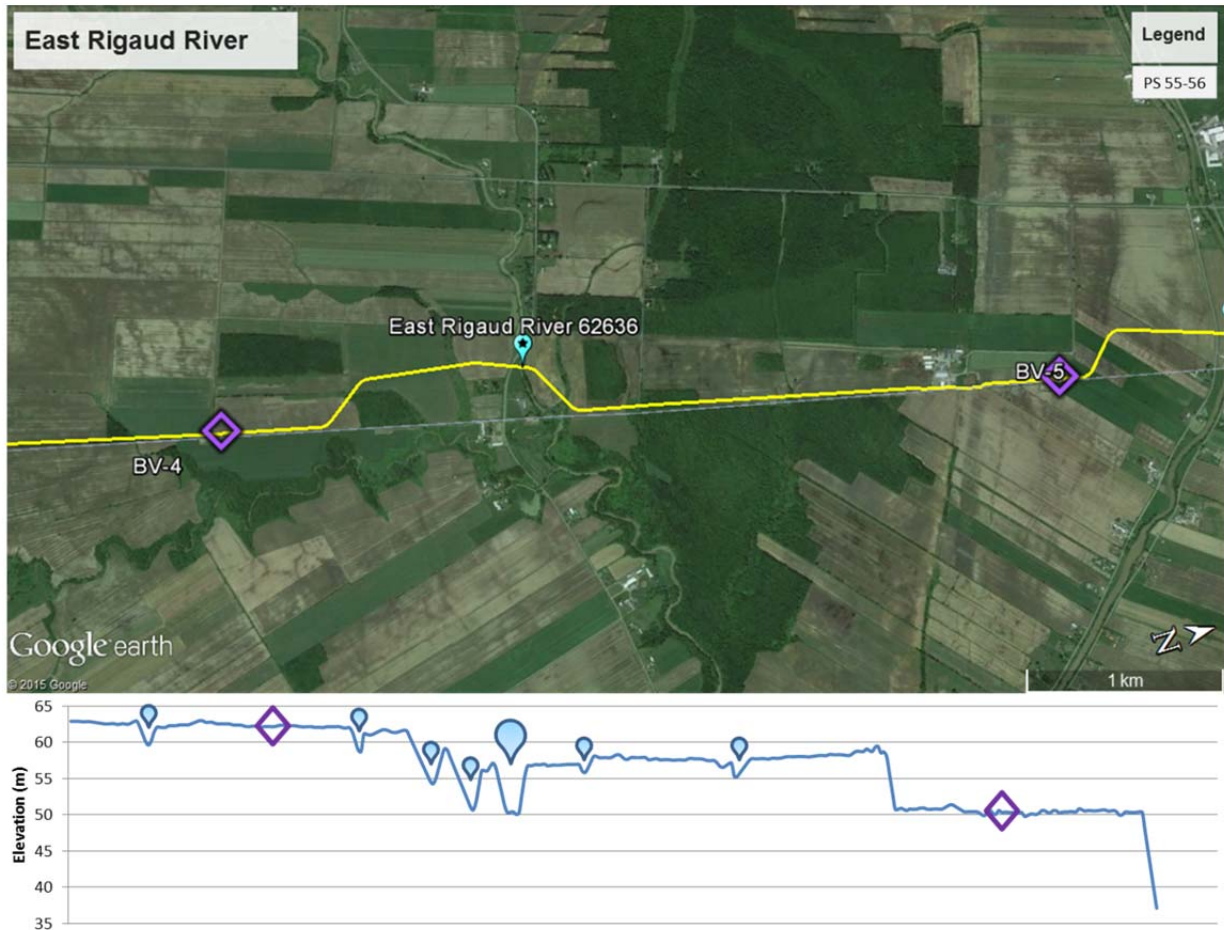 East Rigaud River
Legend
PS 55-56
East Rigaud River 62636
BV-5
BV-4
Google earth
© 2015 Google
N
1 km
65
60
55
50
45
40
35
Elevation (m)